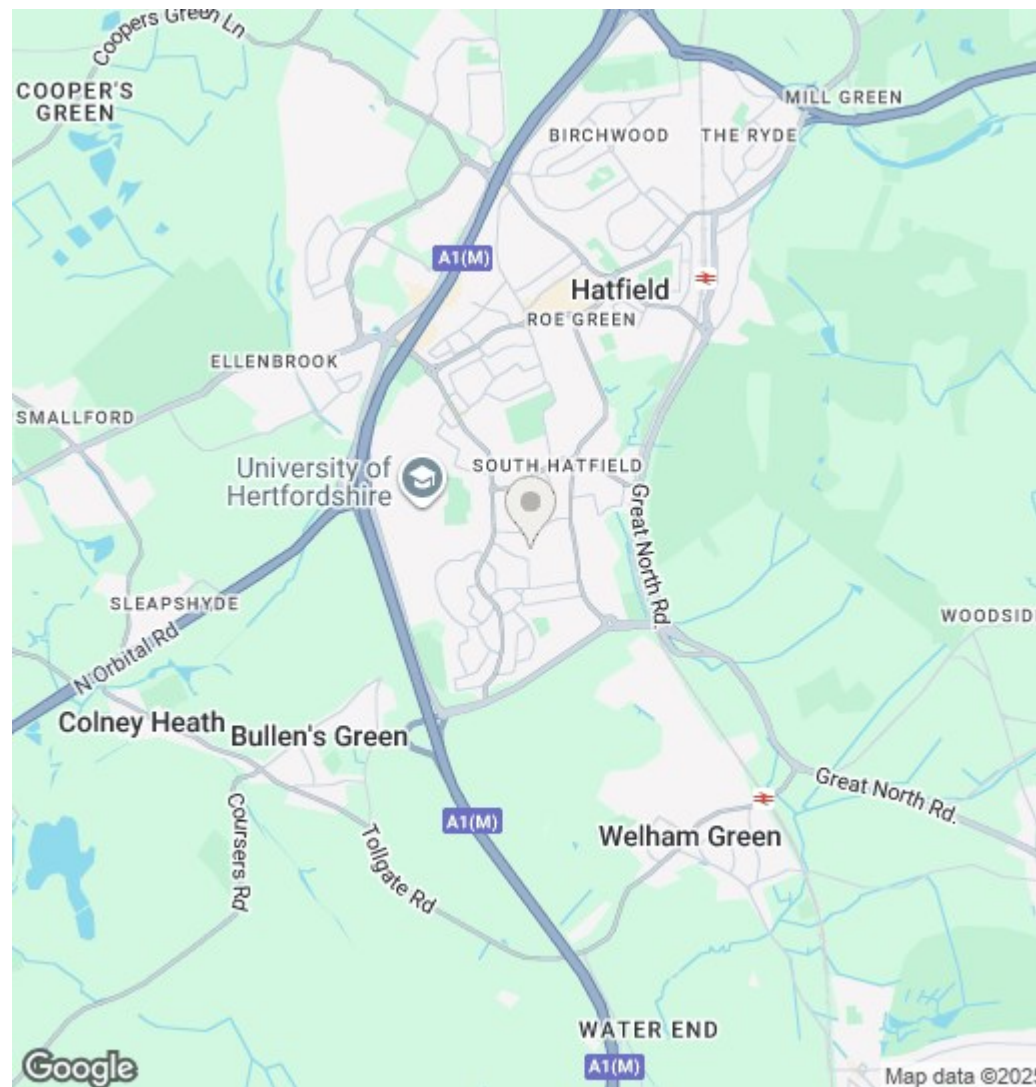 Coopers Green Ln
COOPER'S
GREEN
MILL GREEN
BIRCHWOOD
THE RYDE
A1(M)
Hatfield
ROE GREEN
ELLENBROOK
SMALLFORD
University of
Hertfordshire
SOUTH HATFIELD
Great North Rd.
SLEAPSHYDE
WOODSIDE
N Orbital Rd
Colney Heath
Bullen's Green
Great North Rd.
Coursers Rd
Tollgate Rd
A1(M)
Welham Green
WATER END
A1(M)
Google
Map data ©2025